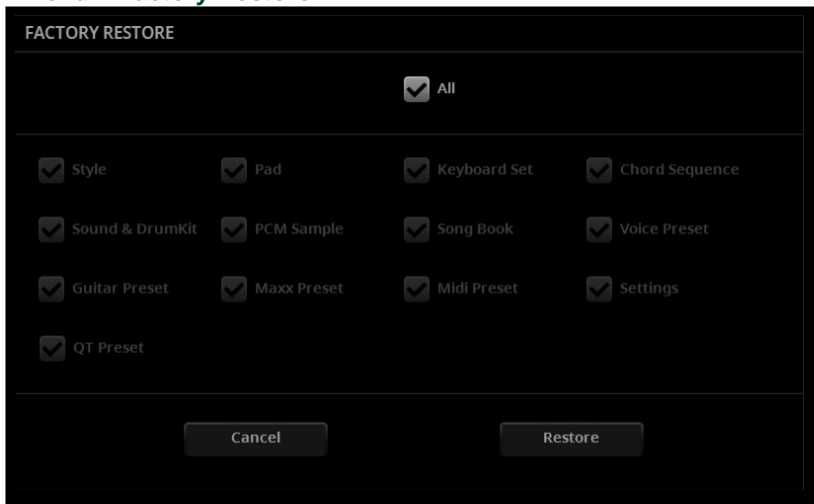 FACTORY RESTORE
All
Style Pad Keyboard Set Chord Sequence
Sound & DrumKit PCM Sample Song Book Voice Preset
Guitar Preset Maxx Preset Midi Preset Settings
QT Preset
Cancel Restore